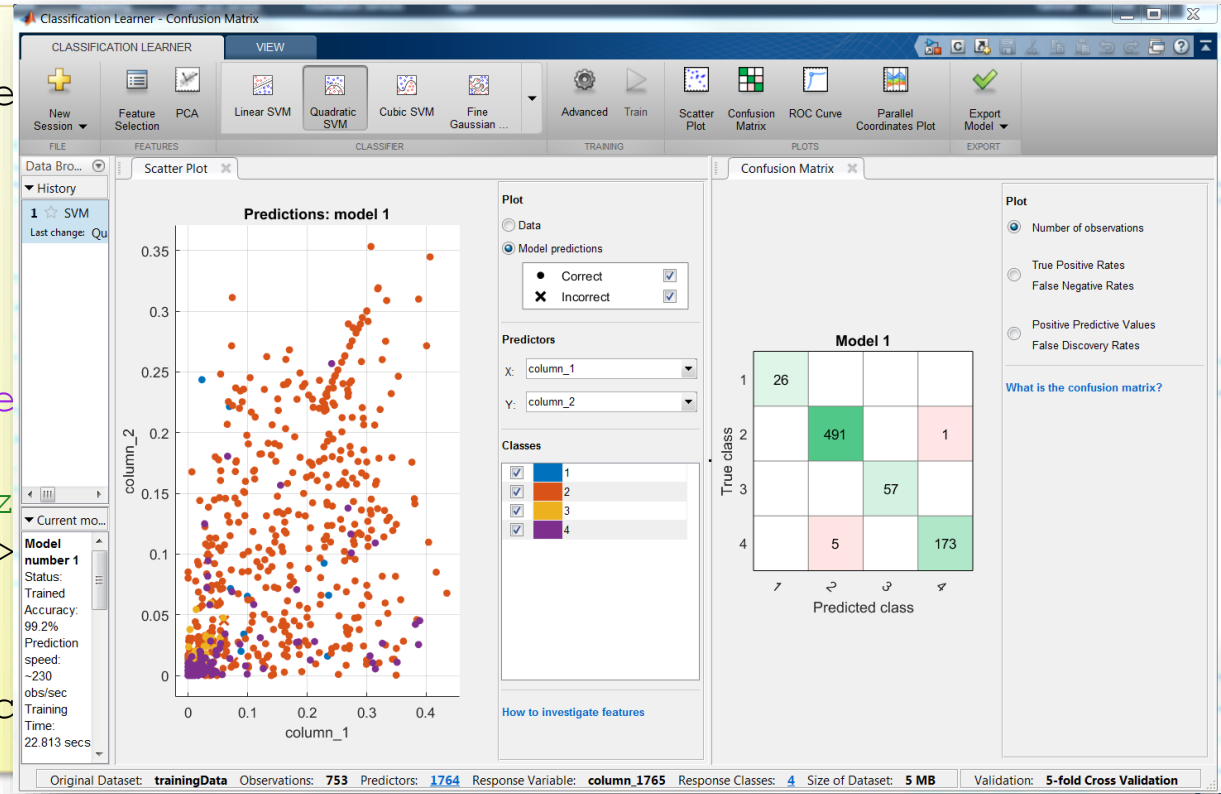 Classification Learner - Confusion Matrix
CLASSIFICATION LEARNER VIEW
New Session
Feature Selection
PCA
Linear SVM
Quadratic SVM
Cubic SVM
Fine Gaussian ...
Advanced
Train
Scatter Plot
Confusion Matrix
ROC Curve
Parallel Coordinates Plot
Export Model
FILE FEATURES CLASSIFIER TRAINING PLOTS EXPORT
Data Bro...
History
1 SVM
Last change: Qu
Current mo...
Model
number 1
Status:
Trained
Accuracy:
99.2%
Prediction
speed:
~230
obs/sec
Training
Time:
22.813 secs
Scatter Plot
Predictions: model 1
0.35
0.3
0.25
0.2
0.15
0.1
0.05
0
column_2
0 0.1 0.2 0.3 0.4
column_1
Plot
Data
Model predictions
Correct
Incorrect
Predictors
X: column_1
Y: column_2
Classes
1
2
3
4
How to investigate features
Confusion Matrix
Model 1
True class
1 26
2 491 1
3 57
4 5 173
1 2 3 4
Predicted class
Plot
Number of observations
True Positive Rates
False Negative Rates
Positive Predictive Values
False Discovery Rates
What is the confusion matrix?
Original Dataset: trainingData Observations: 753 Predictors: 1764 Response Variable: column_1765 Response Classes: 4 Size of Dataset: 5 MB Validation: 5-fold Cross Validation
e
e
z
>
c